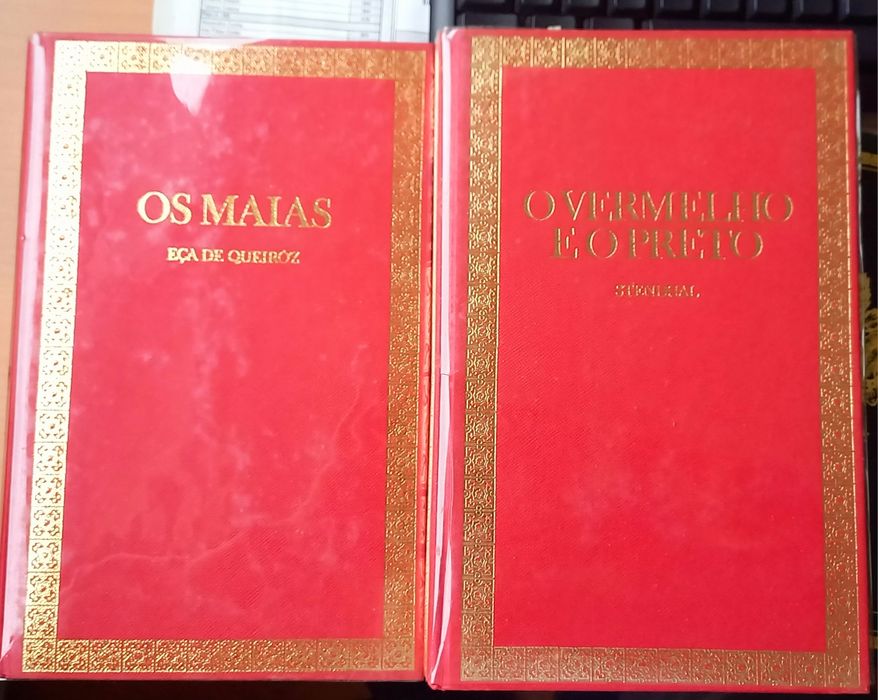 OS MAIAS
EÇA DE QUEIRÓZ
O VERMELHO
E O PRETO
STENDHAL